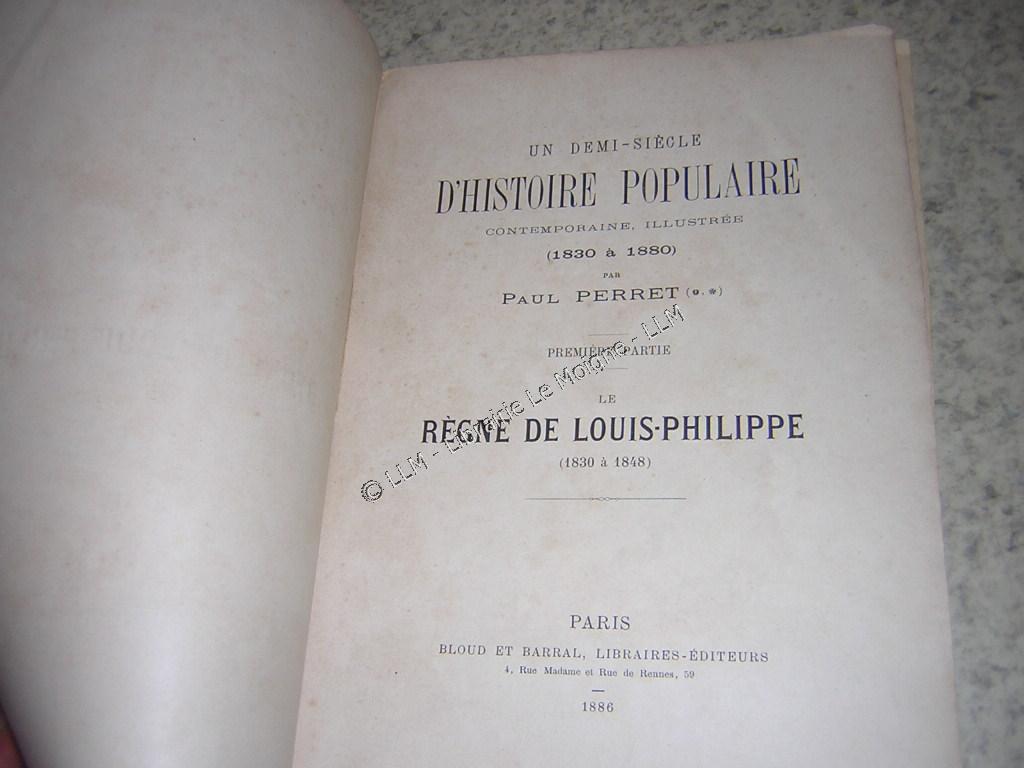 UN DEMI-SIÈCLE
D'HISTOIRE POPULAIRE
CONTEMPORAINE, ILLUSTRÉE
(1830 à 1880)
PAR
PAUL PERRET (O. *)
PREMIÈRE PARTIE
LE
RÈGNE DE LOUIS-PHILIPPE
(1830 à 1848)
© LLM - Librairie Le Moigne - LLM
PARIS
BLOUD ET BARRAL, LIBRAIRES-ÉDITEURS
4, Rue Madame et Rue de Rennes, 59
1886